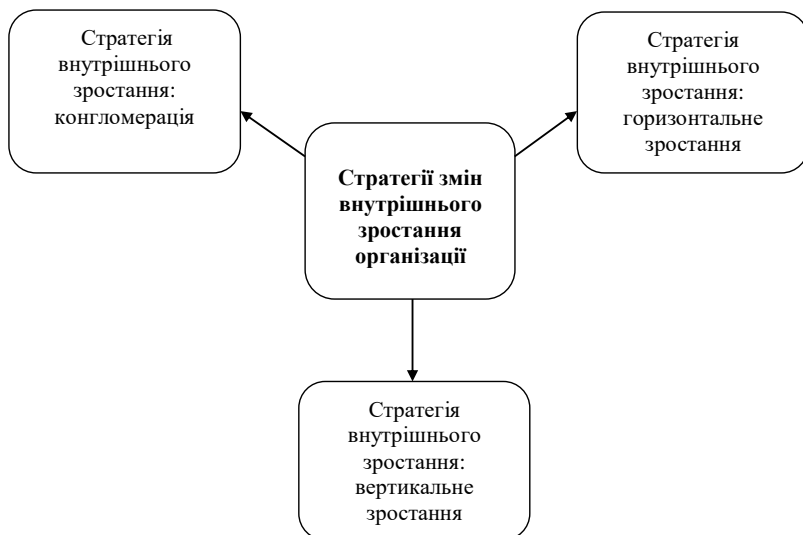 Стратегія
внутрішнього
зростання:
конгломерація
Стратегія
внутрішнього
зростання:
горизонтальне
зростання
Стратегії змін
внутрішнього
зростання
організації
Стратегія
внутрішнього
зростання:
вертикальне
зростання